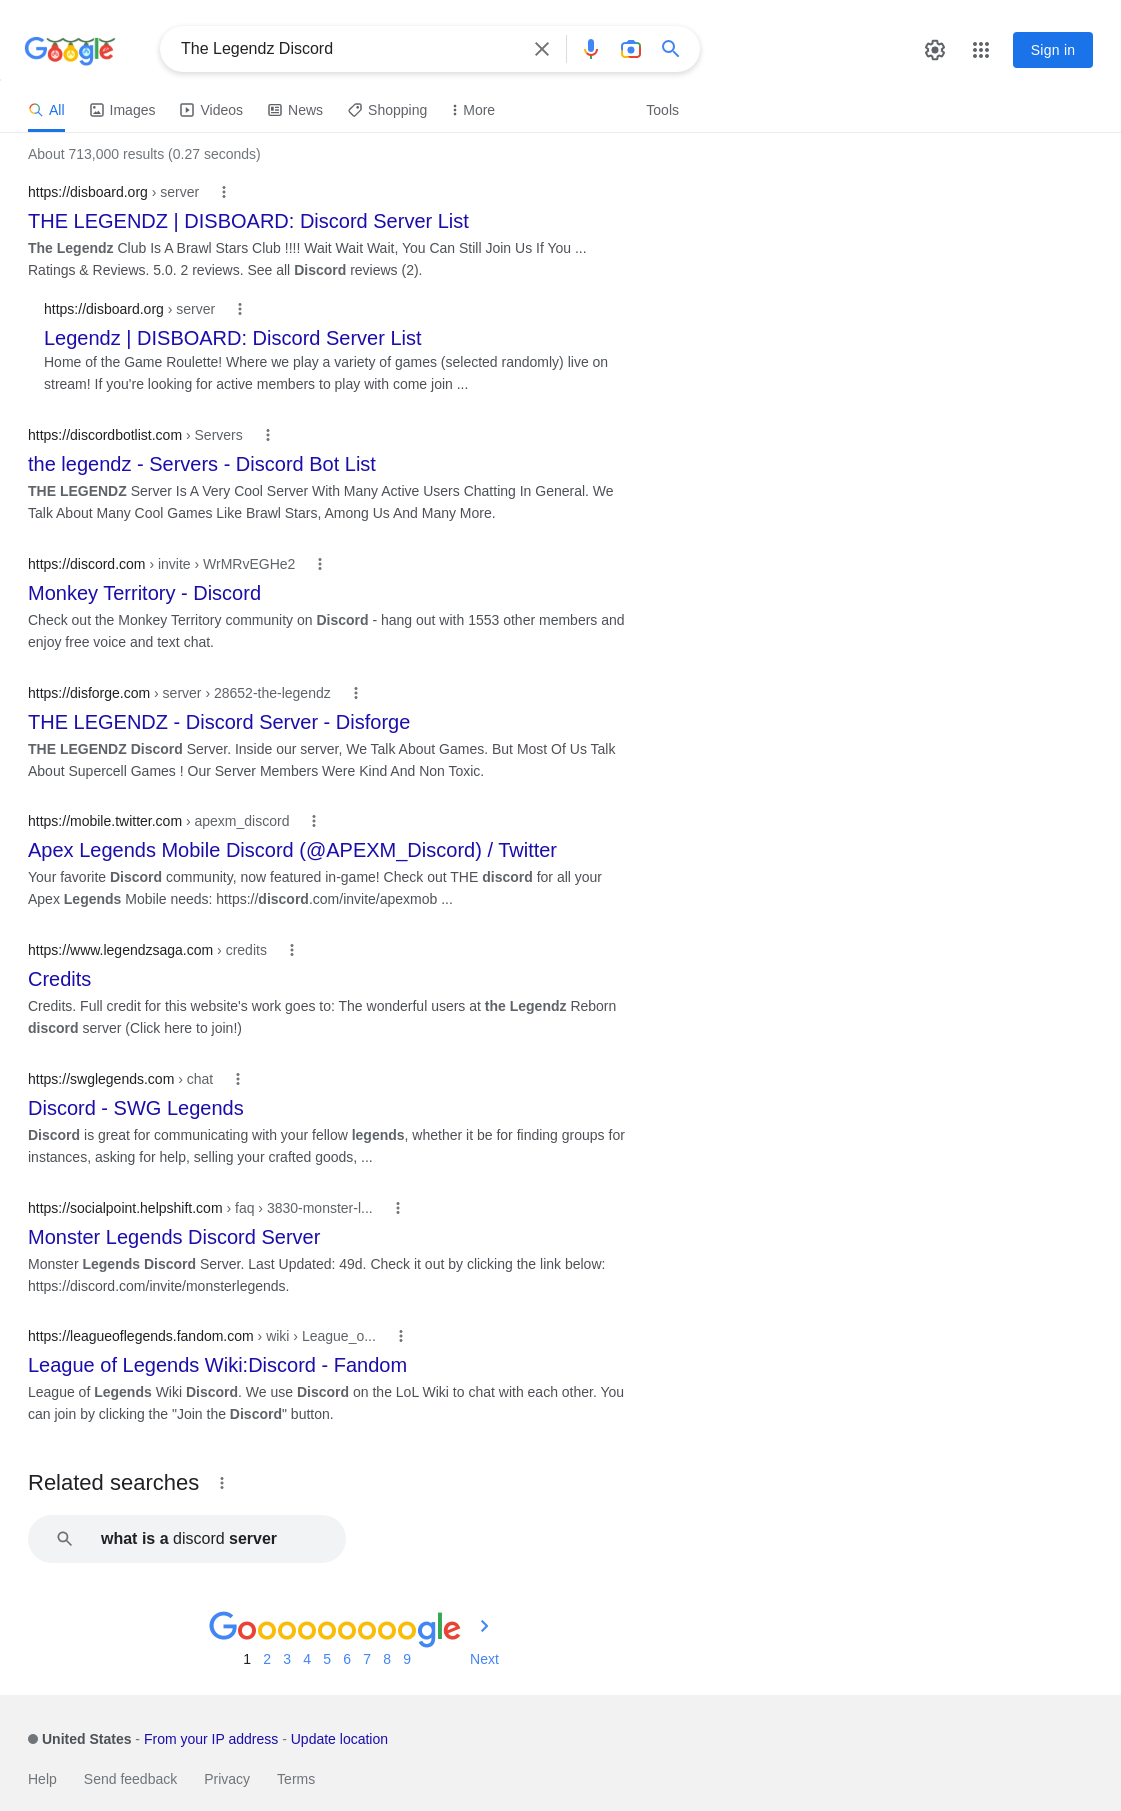 Google
The Legendz Discord
Sign in
All Images Videos News Shopping More Tools
About 713,000 results (0.27 seconds)
https://disboard.org › server
THE LEGENDZ | DISBOARD: Discord Server List
The Legendz Club Is A Brawl Stars Club !!!! Wait Wait Wait, You Can Still Join Us If You ...
Ratings & Reviews. 5.0. 2 reviews. See all Discord reviews (2).
https://disboard.org › server
Legendz | DISBOARD: Discord Server List
Home of the Game Roulette! Where we play a variety of games (selected randomly) live on
stream! If you're looking for active members to play with come join ...
https://discordbotlist.com › Servers
the legendz - Servers - Discord Bot List
THE LEGENDZ Server Is A Very Cool Server With Many Active Users Chatting In General. We
Talk About Many Cool Games Like Brawl Stars, Among Us And Many More.
https://discord.com › invite › WrMRvEGHe2
Monkey Territory - Discord
Check out the Monkey Territory community on Discord - hang out with 1553 other members and
enjoy free voice and text chat.
https://disforge.com › server › 28652-the-legendz
THE LEGENDZ - Discord Server - Disforge
THE LEGENDZ Discord Server. Inside our server, We Talk About Games. But Most Of Us Talk
About Supercell Games ! Our Server Members Were Kind And Non Toxic.
https://mobile.twitter.com › apexm_discord
Apex Legends Mobile Discord (@APEXM_Discord) / Twitter
Your favorite Discord community, now featured in-game! Check out THE discord for all your
Apex Legends Mobile needs: https://discord.com/invite/apexmob ...
https://www.legendzsaga.com › credits
Credits
Credits. Full credit for this website's work goes to: The wonderful users at the Legendz Reborn
discord server (Click here to join!)
https://swglegends.com › chat
Discord - SWG Legends
Discord is great for communicating with your fellow legends, whether it be for finding groups for
instances, asking for help, selling your crafted goods, ...
https://socialpoint.helpshift.com › faq › 3830-monster-l...
Monster Legends Discord Server
Monster Legends Discord Server. Last Updated: 49d. Check it out by clicking the link below:
https://discord.com/invite/monsterlegends.
https://leagueoflegends.fandom.com › wiki › League_o...
League of Legends Wiki:Discord - Fandom
League of Legends Wiki Discord. We use Discord on the LoL Wiki to chat with each other. You
can join by clicking the "Join the Discord" button.
Related searches
what is a discord server
Gooooooooogle
1 2 3 4 5 6 7 8 9 Next
United States - From your IP address - Update location
Help Send feedback Privacy Terms